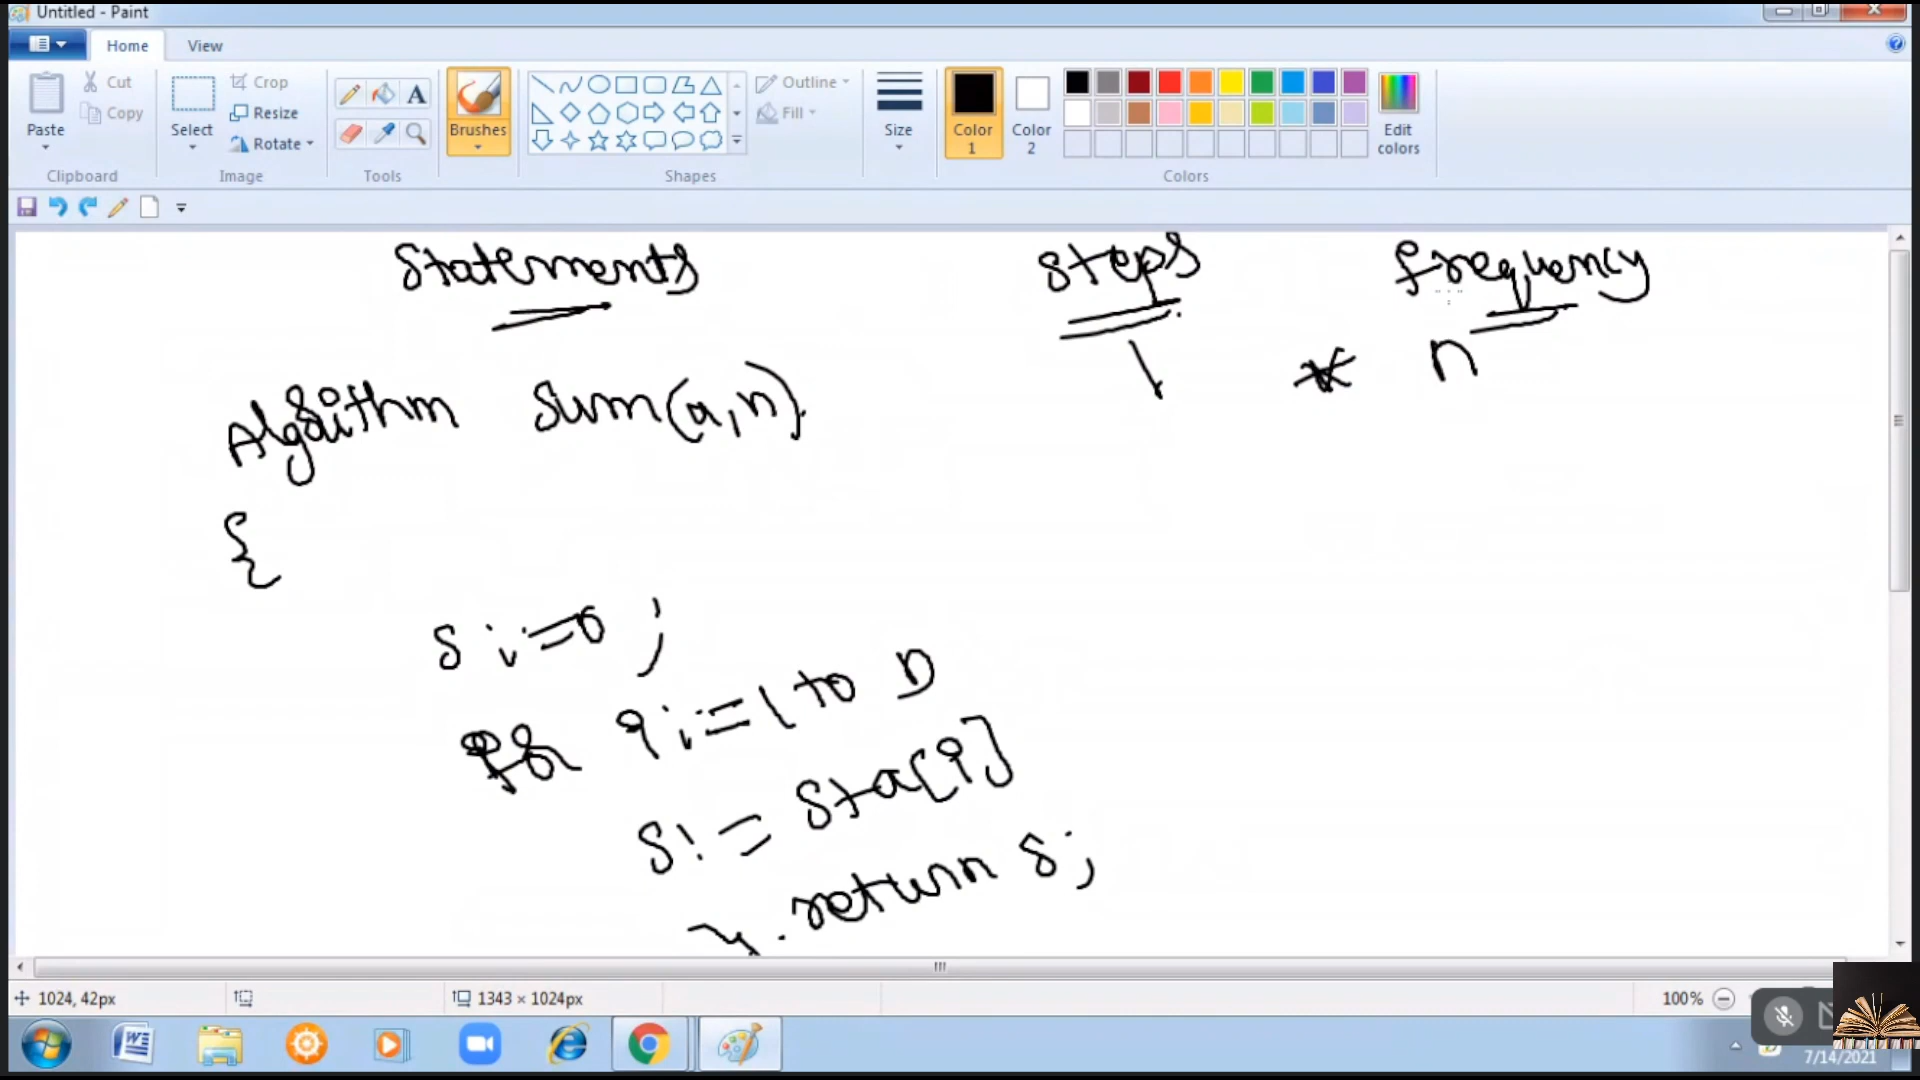 Untitled - Paint
Home View
Paste Cut Copy Clipboard
Select Crop Resize Rotate Image
Tools
Brushes
Outline Fill Shapes
Size
Color 1 Color 2 Edit colors Colors
Statements Steps frequency
1 * n
Algorithm Sum(a,n)
{
S :=0 ;
for i:=1 to n
S:= S+a[i]
return S;
1024, 42px 1343 × 1024px 100%
7/14/2021